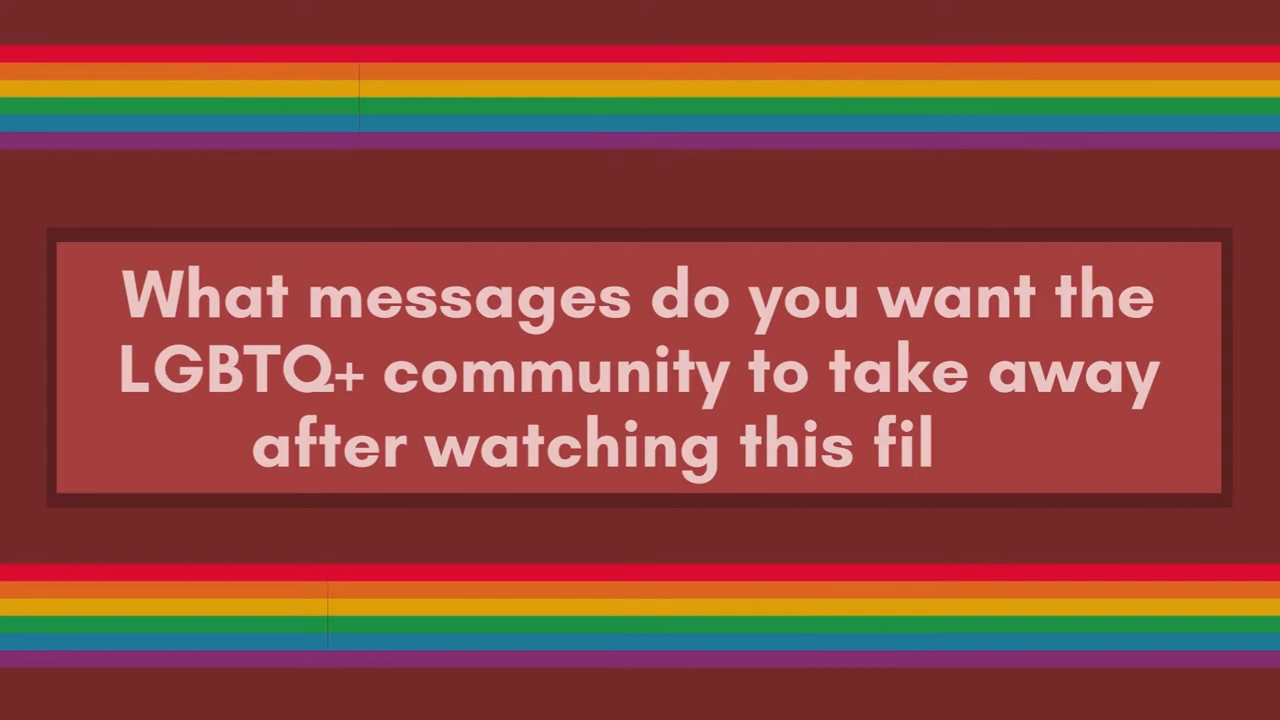 What messages do you want the
LGBTQ+ community to take away
after watching this fil